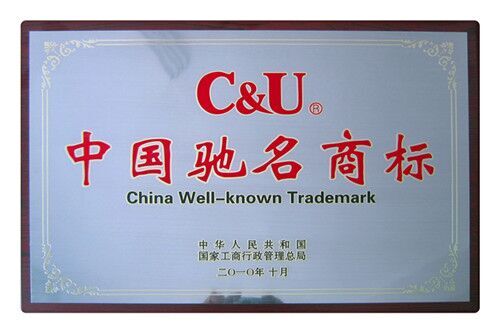 C&U®
中国驰名商标
China Well-known Trademark
中华人民共和国
国家工商行政管理总局
二〇一〇年十月